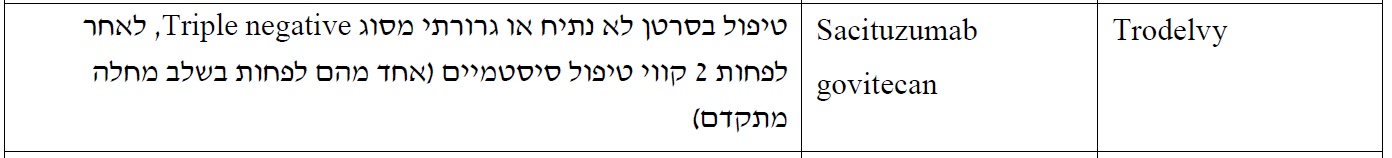 Trodelvy
Sacituzumab
govitecan
טיפול בסרטן לא נתיח או גרורתי מסוג Triple negative, לאחר
לפחות 2 קווי טיפול סיסטמיים (אחד מהם לפחות בשלב מחלה
מתקדם)